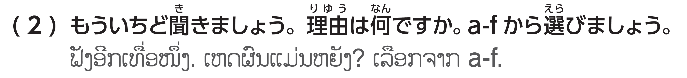 (2) もういちど聞きましょう。理由は何ですか。a-f から選びましょう。
ຟັງອີກເທື່ອໜຶ່ງ. ເຫດຜົນແມ່ນຫຍັງ? ເລືອກຈາກ a-f.